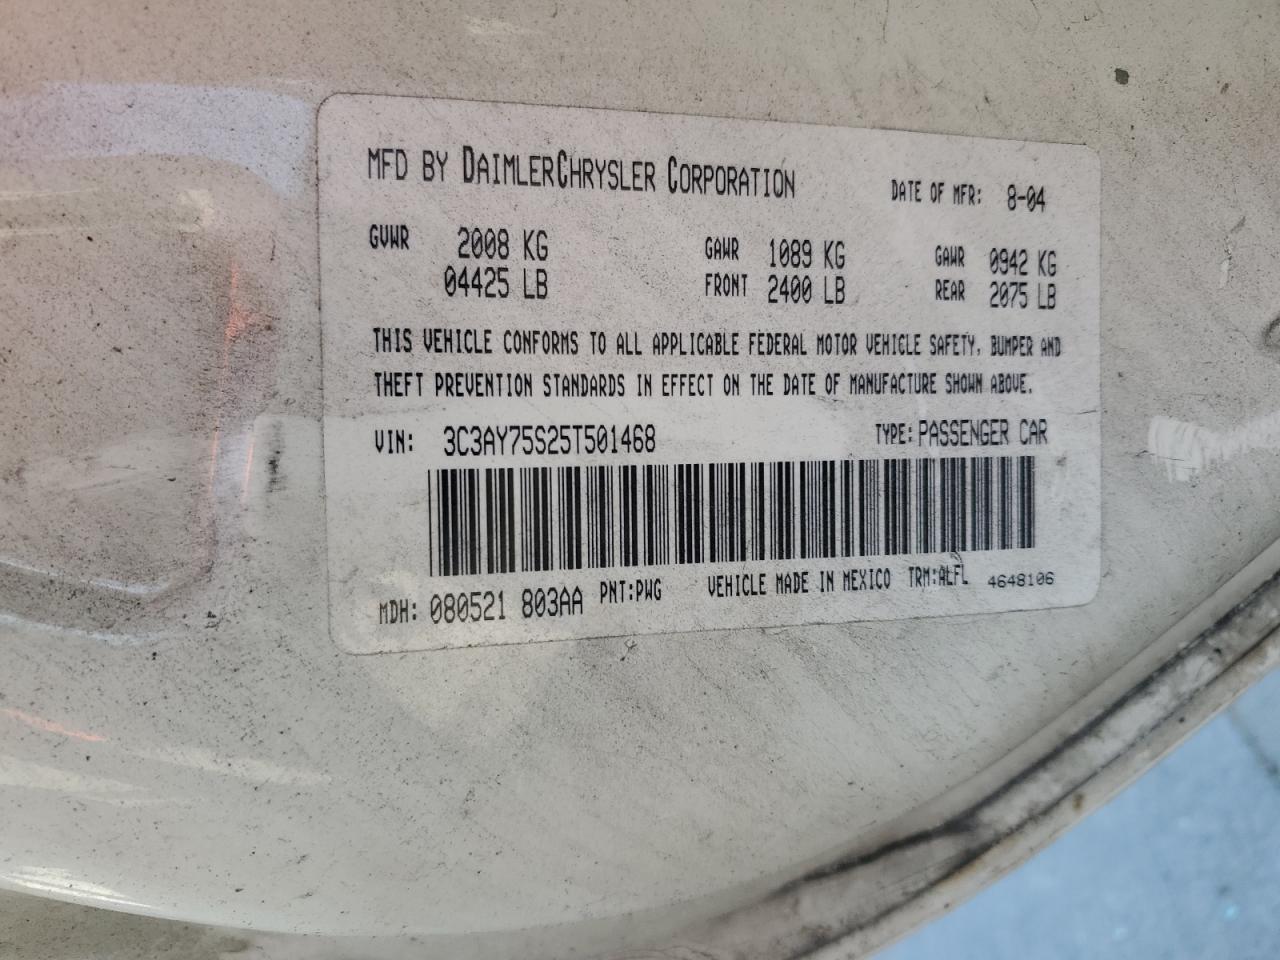 MFD BY DAIMLERCHRYSLER CORPORATION DATE OF MFR: 8-04
GVWR 2008 KG GAWR 1089 KG GAWR 0942 KG
04425 LB FRONT 2400 LB REAR 2075 LB
THIS VEHICLE CONFORMS TO ALL APPLICABLE FEDERAL MOTOR VEHICLE SAFETY, BUMPER AND
THEFT PREVENTION STANDARDS IN EFFECT ON THE DATE OF MANUFACTURE SHOWN ABOVE.
VIN: 3C3AY75S25T501468 TYPE: PASSENGER CAR
MDH: 080521 803AA PNT:PWG VEHICLE MADE IN MEXICO TRM:ALFL 4648106